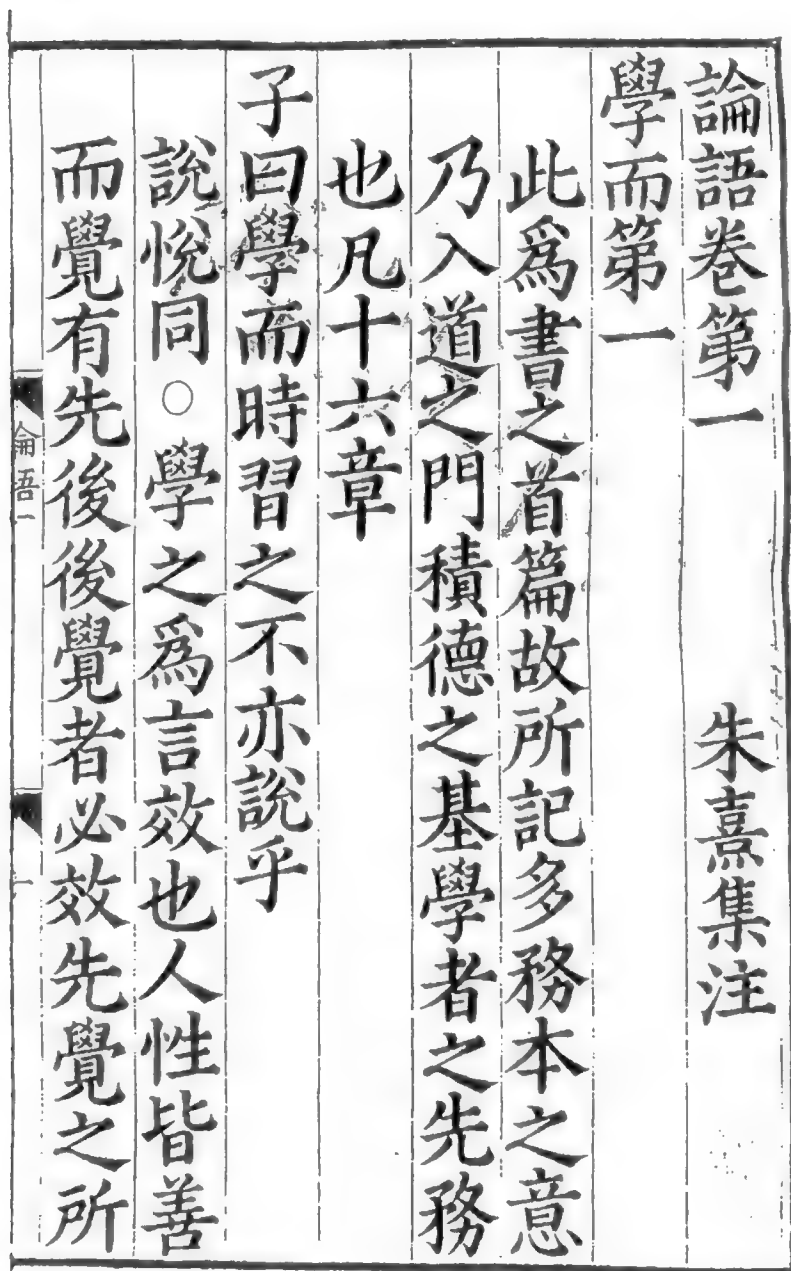 論語卷第一　朱熹集注
學而第一
此爲書之首篇故所記多務本之意
乃入道之門積德之基學者之先務
也凡十六章
子曰學而時習之不亦說乎
說悅同○學之爲言效也人性皆善
而覺有先後後覺者必效先覺之所
論語一
一